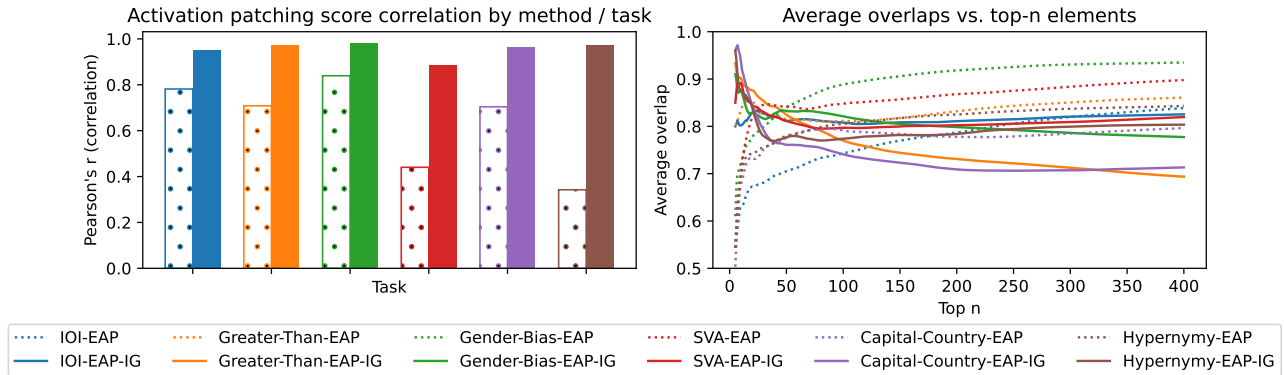 Activation patching score correlation by method / task
Pearson's r (correlation)
1.0
0.8
0.6
0.4
0.2
0.0
Task
Average overlaps vs. top-n elements
Average overlap
1.0
0.9
0.8
0.7
0.6
0.5
0 50 100 150 200 250 300 350 400
Top n
IOI-EAP Greater-Than-EAP Gender-Bias-EAP SVA-EAP Capital-Country-EAP Hypernymy-EAP
IOI-EAP-IG Greater-Than-EAP-IG Gender-Bias-EAP-IG SVA-EAP-IG Capital-Country-EAP-IG Hypernymy-EAP-IG